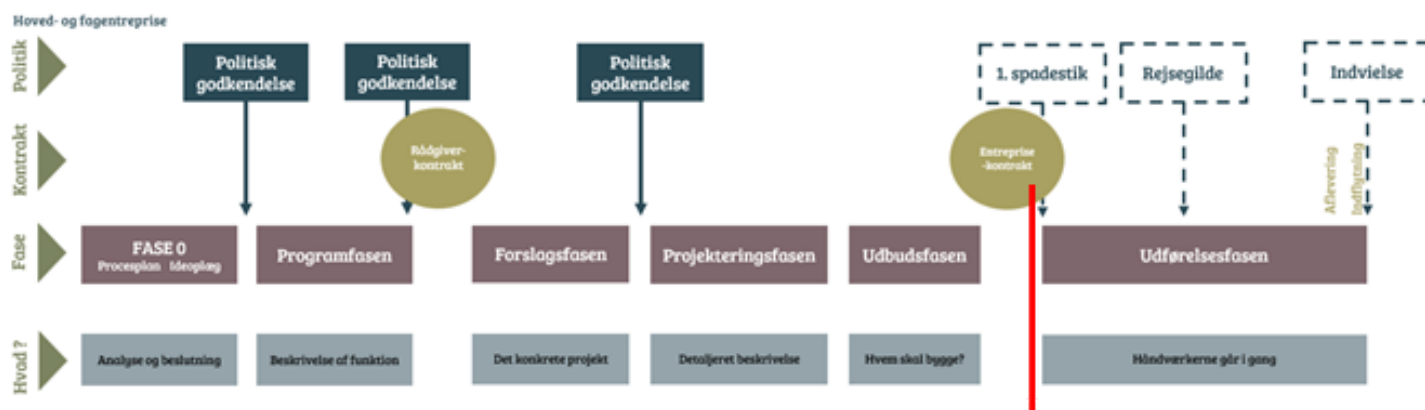 Hoved- og fagentreprise
Politik
Politisk
godkendelse
Politisk
godkendelse
Politisk
godkendelse
1. spadestik
Rejsegilde
Indvielse
Kontrakt
Rådgiver-
kontrakt
Entreprise
-kontrakt
Aflevering
Indflytning
Fase
FASE 0
Procesplan Ideoplæg
Programfasen
Forslagsfasen
Projekteringsfasen
Udbudsfasen
Udførelsesfasen
Hvad?
Analyse og beslutning
Beskrivelse af funktion
Det konkrete projekt
Detaljeret beskrivelse
Hvem skal bygge?
Håndværkerne går i gang